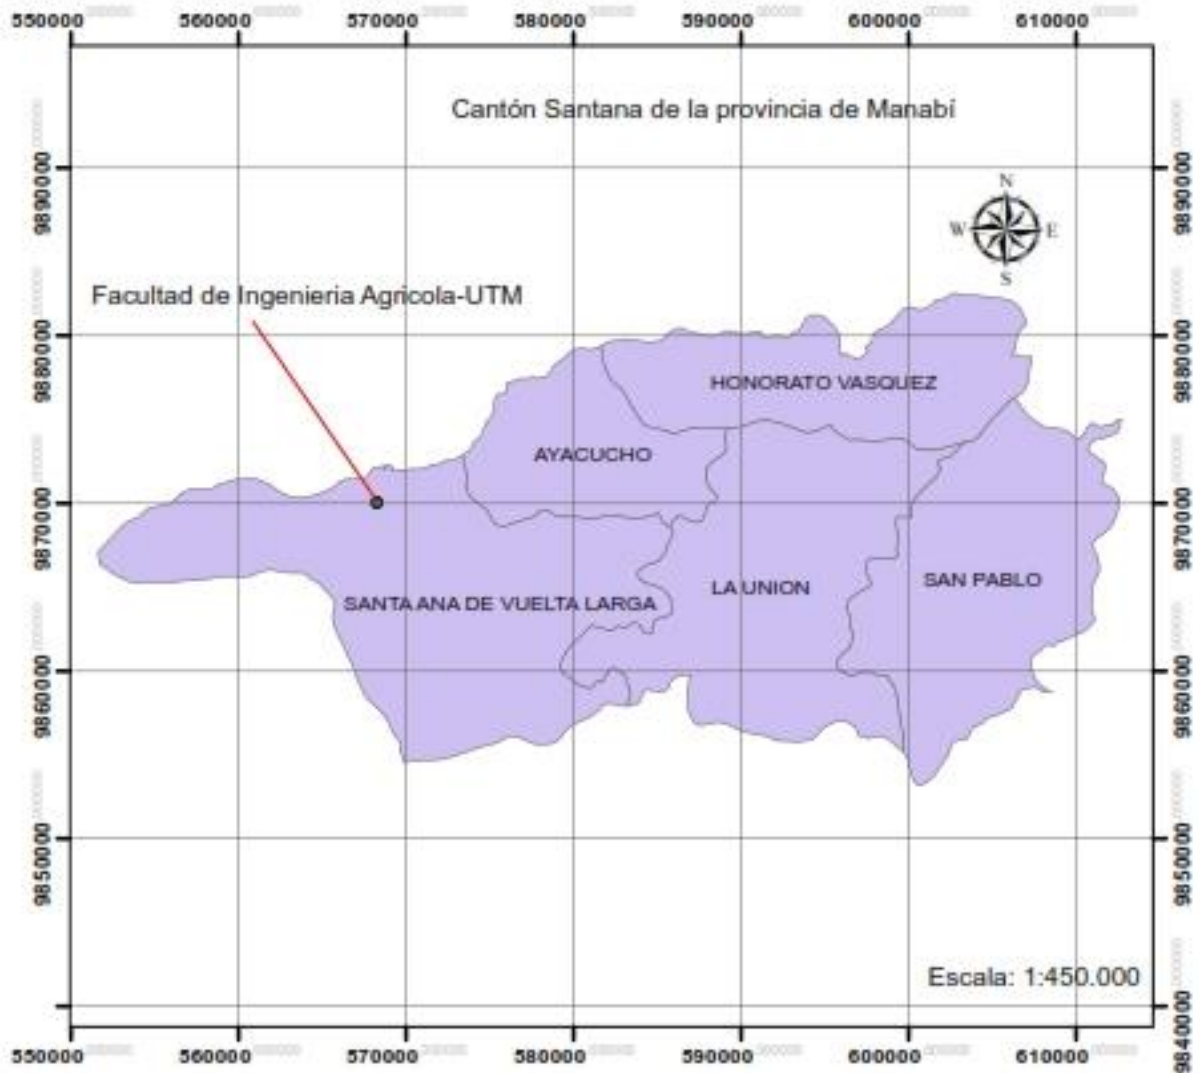 550000 560000 570000 580000 590000 600000 610000
Cantón Santana de la provincia de Manabí
9890000
9890000
N
W E
S
Facultad de Ingenieria Agricola-UTM
9880000
9880000
HONORATO VASQUEZ
AYACUCHO
9870000
9870000
SAN PABLO
LA UNION
SANTA ANA DE VUELTA LARGA
9860000
9860000
9850000
9850000
Escala: 1:450.000
9840000
550000 560000 570000 580000 590000 600000 610000